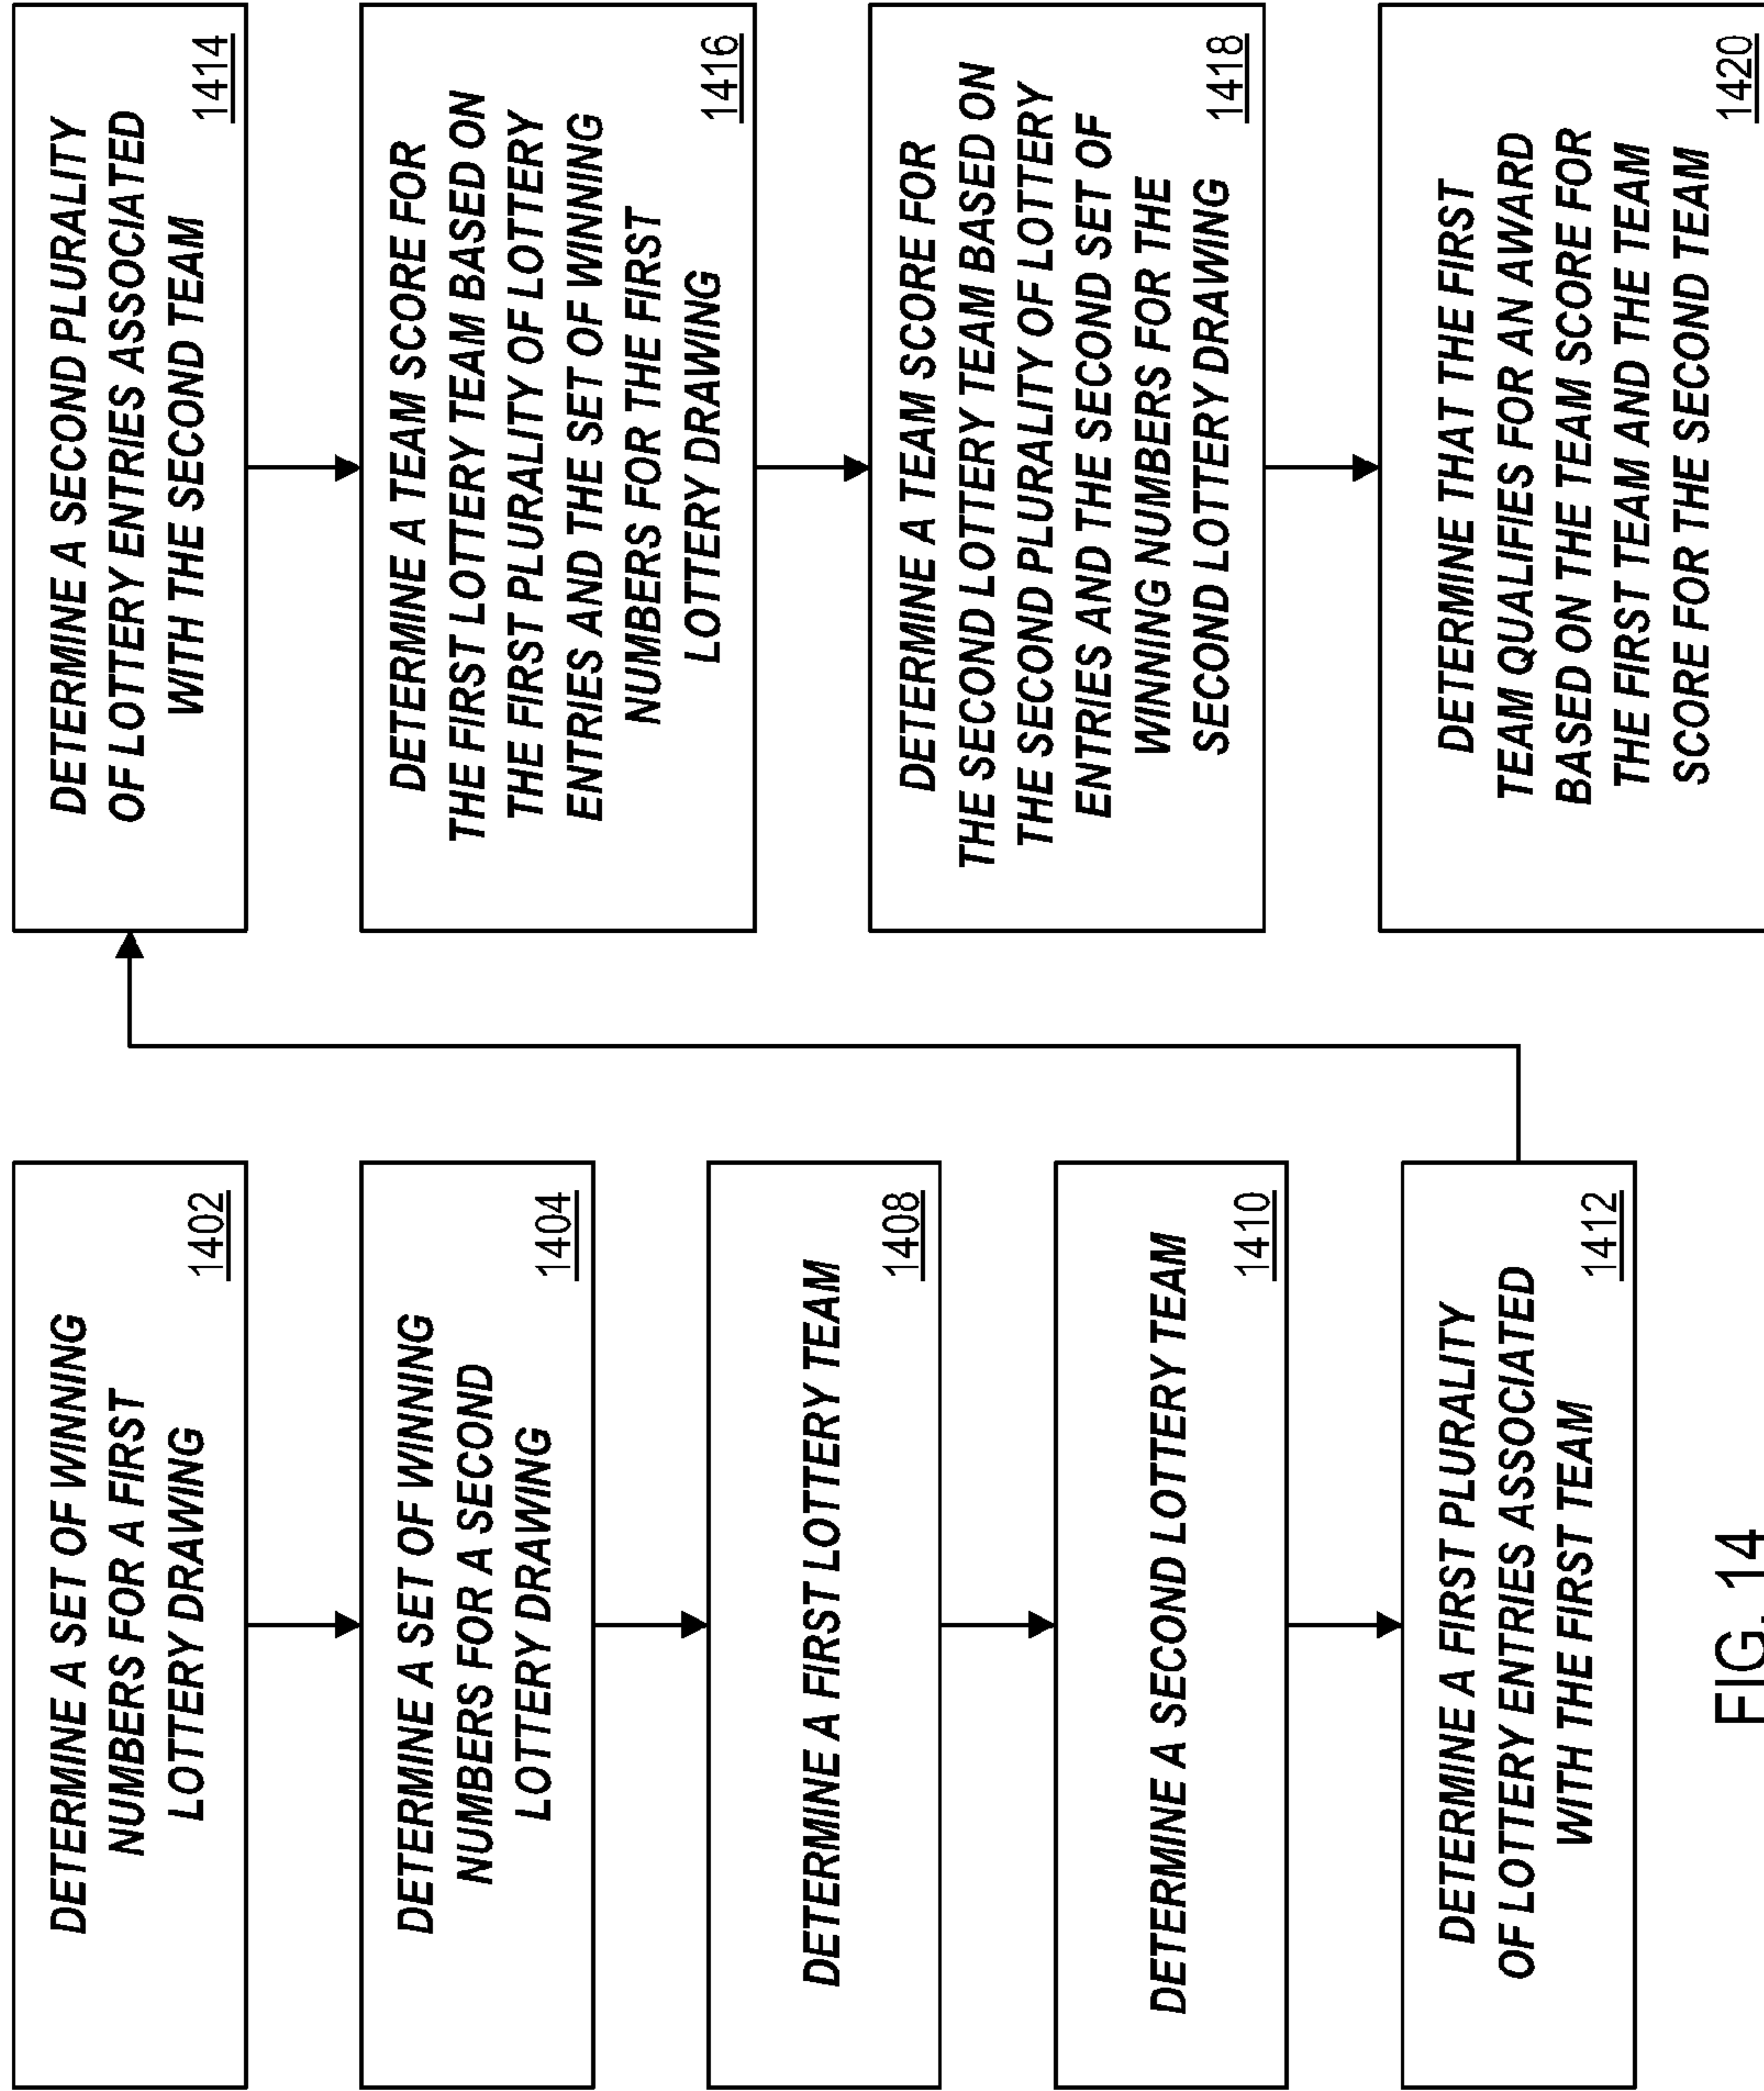 DETERMINE A SET OF WINNING
NUMBERS FOR A FIRST
LOTTERY DRAWING
1402
DETERMINE A SET OF WINNING
NUMBERS FOR A SECOND
LOTTERY DRAWING
1404
DETERMINE A FIRST LOTTERY TEAM
1408
DETERMINE A SECOND LOTTERY TEAM
1410
DETERMINE A FIRST PLURALITY
OF LOTTERY ENTRIES ASSOCIATED
WITH THE FIRST TEAM
1412
DETERMINE A SECOND PLURALITY
OF LOTTERY ENTRIES ASSOCIATED
WITH THE SECOND TEAM
1414
DETERMINE A TEAM SCORE FOR
THE FIRST LOTTERY TEAM BASED ON
THE FIRST PLURALITY OF LOTTERY
ENTRIES AND THE SET OF WINNING
NUMBERS FOR THE FIRST
LOTTERY DRAWING
1416
DETERMINE A TEAM SCORE FOR
THE SECOND LOTTERY TEAM BASED ON
THE SECOND PLURALITY OF LOTTERY
ENTRIES AND THE SECOND SET OF
WINNING NUMBERS FOR THE
SECOND LOTTERY DRAWING
1418
DETERMINE THAT THE FIRST
TEAM QUALIFIES FOR AN AWARD
BASED ON THE TEAM SCORE FOR
THE FIRST TEAM AND THE TEAM
SCORE FOR THE SECOND TEAM
1420
FIG. 14